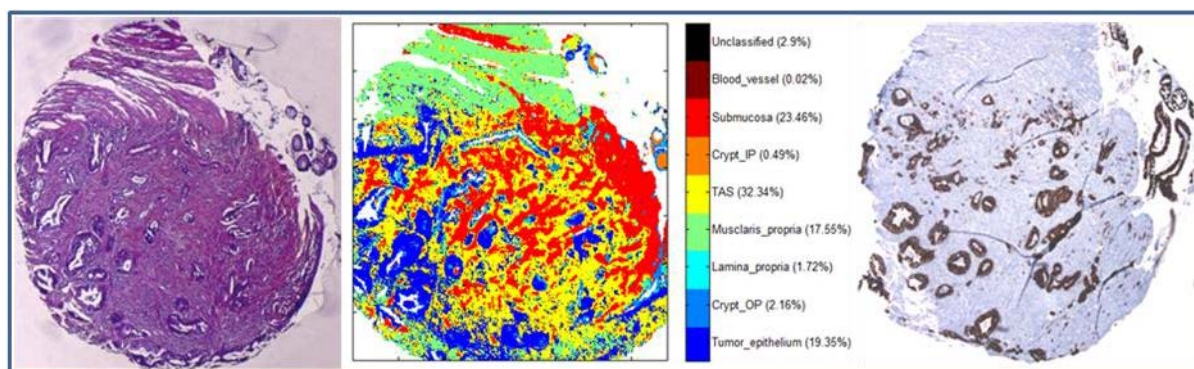 Unclassified (2.9%)
Blood_vessel (0.02%)
Submucosa (23.46%)
Crypt_IP (0.49%)
TAS (32.34%)
Musclaris_propria (17.55%)
Lamina_propria (1.72%)
Crypt_OP (2.16%)
Tumor_epithelium (19.35%)